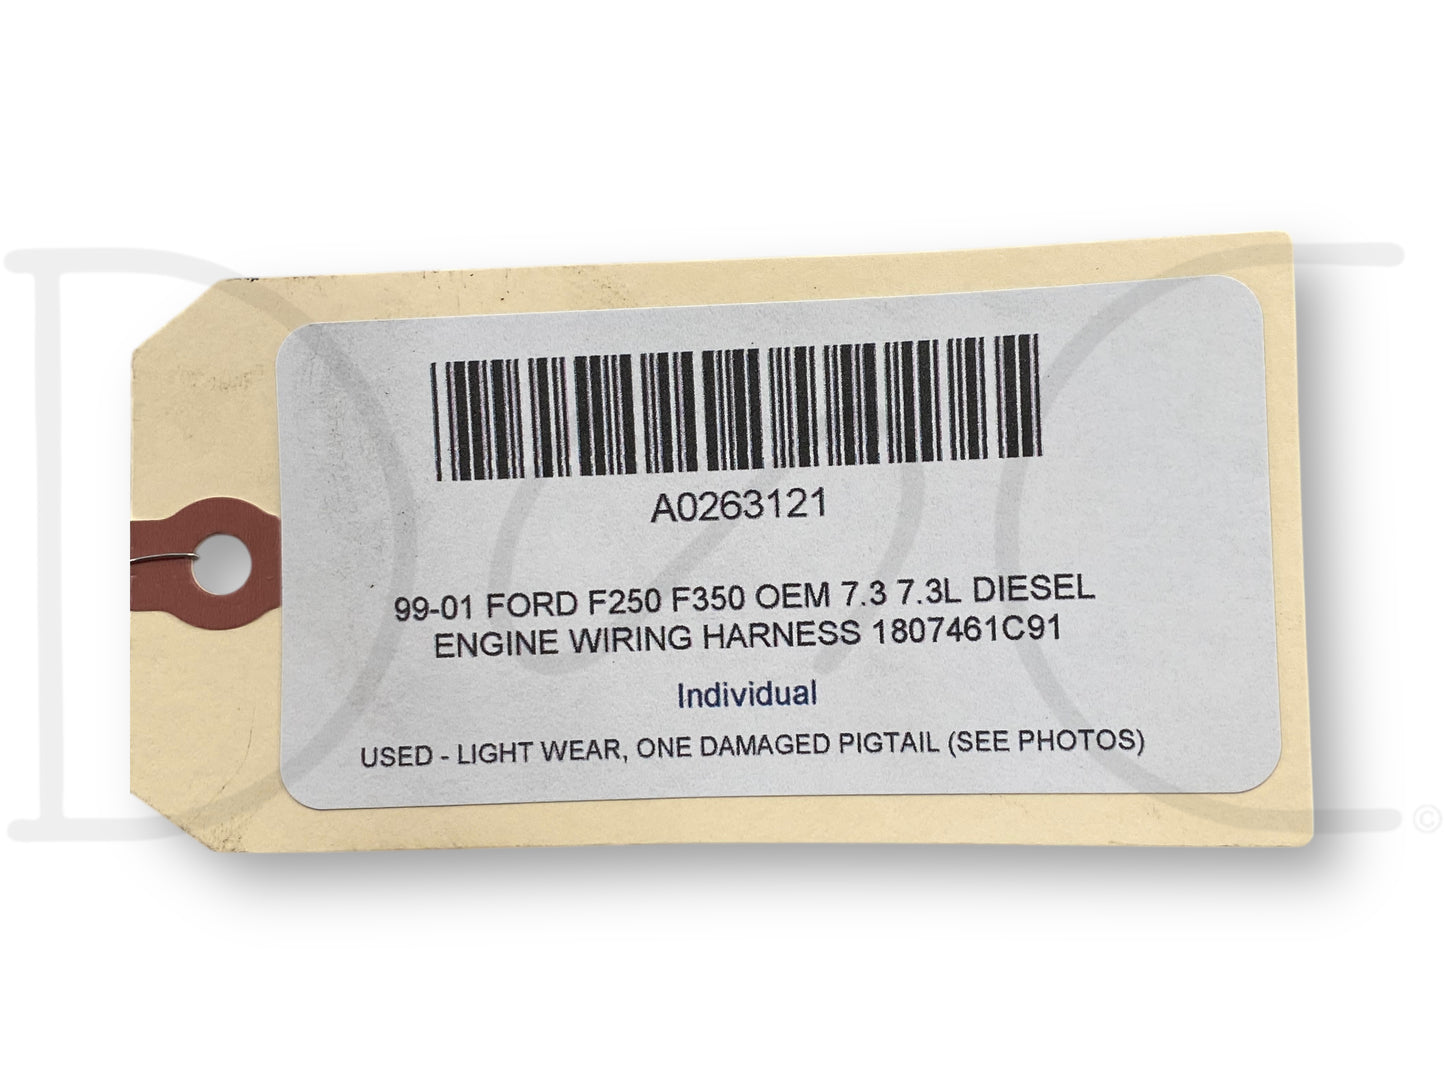 A0263121
99-01 FORD F250 F350 OEM 7.3 7.3L DIESEL
ENGINE WIRING HARNESS 1807461C91
Individual
USED - LIGHT WEAR, ONE DAMAGED PIGTAIL (SEE PHOTOS)
©